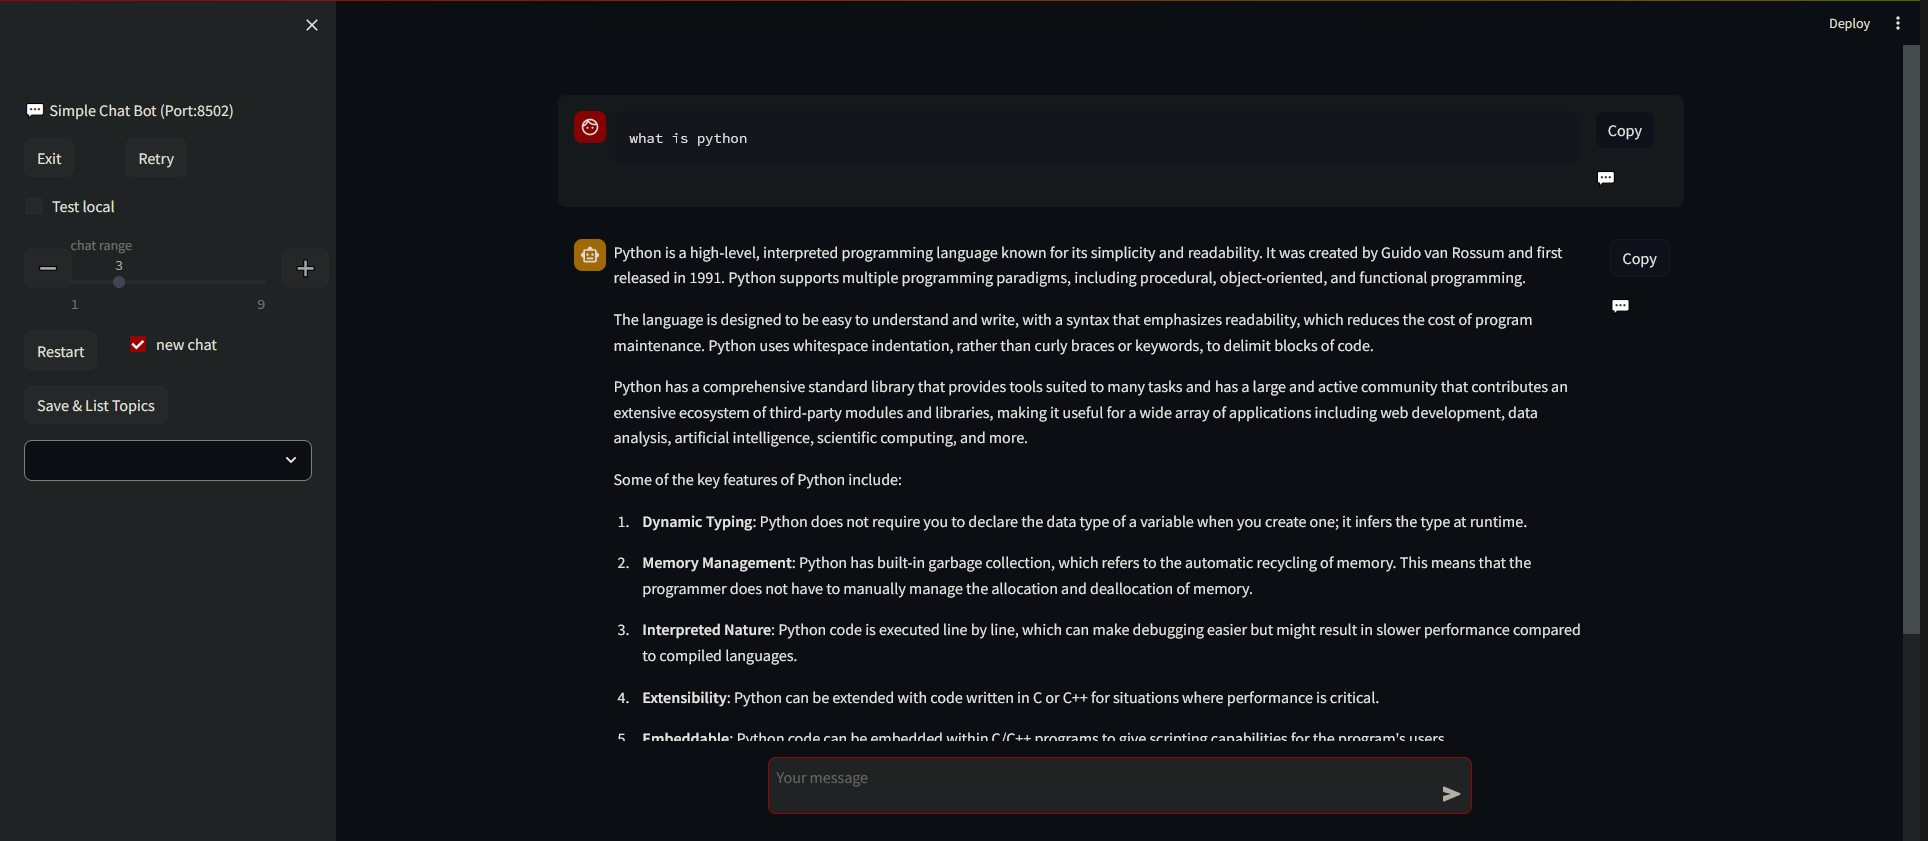 Deploy
Simple Chat Bot (Port:8502)
Exit
Retry
Test local
chat range
3
1
9
Restart
new chat
Save & List Topics
what is python
Copy
Python is a high-level, interpreted programming language known for its simplicity and readability. It was created by Guido van Rossum and first
released in 1991. Python supports multiple programming paradigms, including procedural, object-oriented, and functional programming.
Copy
The language is designed to be easy to understand and write, with a syntax that emphasizes readability, which reduces the cost of program
maintenance. Python uses whitespace indentation, rather than curly braces or keywords, to delimit blocks of code.
Python has a comprehensive standard library that provides tools suited to many tasks and has a large and active community that contributes an
extensive ecosystem of third-party modules and libraries, making it useful for a wide array of applications including web development, data
analysis, artificial intelligence, scientific computing, and more.
Some of the key features of Python include:
1. Dynamic Typing: Python does not require you to declare the data type of a variable when you create one; it infers the type at runtime.
2. Memory Management: Python has built-in garbage collection, which refers to the automatic recycling of memory. This means that the
programmer does not have to manually manage the allocation and deallocation of memory.
3. Interpreted Nature: Python code is executed line by line, which can make debugging easier but might result in slower performance compared
to compiled languages.
4. Extensibility: Python can be extended with code written in C or C++ for situations where performance is critical.
5. Embeddable: Python code can be embedded within C/C++ programs to give scripting capabilities for the program's users.
Your message